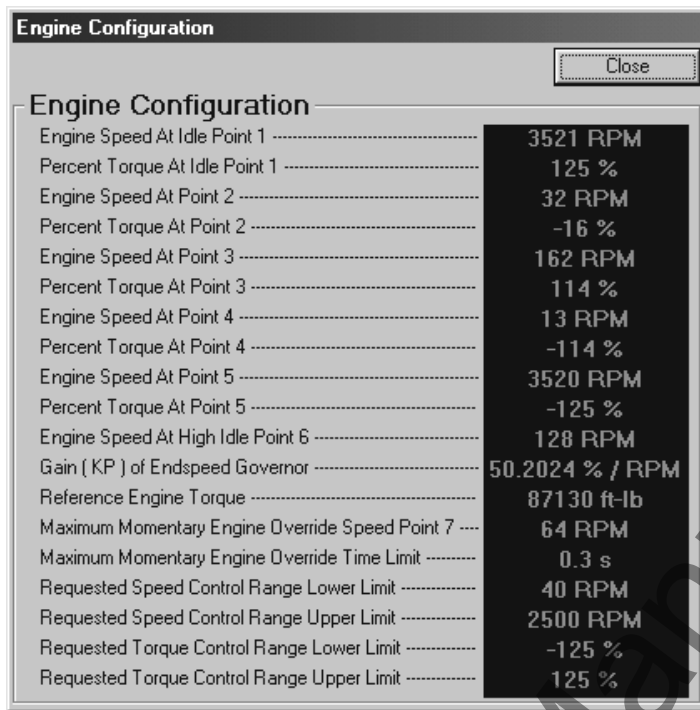 Engine Configuration
Close
Engine Configuration
Engine Speed At Idle Point 1 3521 RPM
Percent Torque At Idle Point 1 125 %
Engine Speed At Point 2 32 RPM
Percent Torque At Point 2 -16 %
Engine Speed At Point 3 162 RPM
Percent Torque At Point 3 114 %
Engine Speed At Point 4 13 RPM
Percent Torque At Point 4 -114 %
Engine Speed At Point 5 3520 RPM
Percent Torque At Point 5 -125 %
Engine Speed At High Idle Point 6 128 RPM
Gain ( KP ) of Endspeed Governor 50.2024 % / RPM
Reference Engine Torque 87130 ft-lb
Maximum Momentary Engine Override Speed Point 7 64 RPM
Maximum Momentary Engine Override Time Limit 0.3 s
Requested Speed Control Range Lower Limit 40 RPM
Requested Speed Control Range Upper Limit 2500 RPM
Requested Torque Control Range Lower Limit -125 %
Requested Torque Control Range Upper Limit 125 %